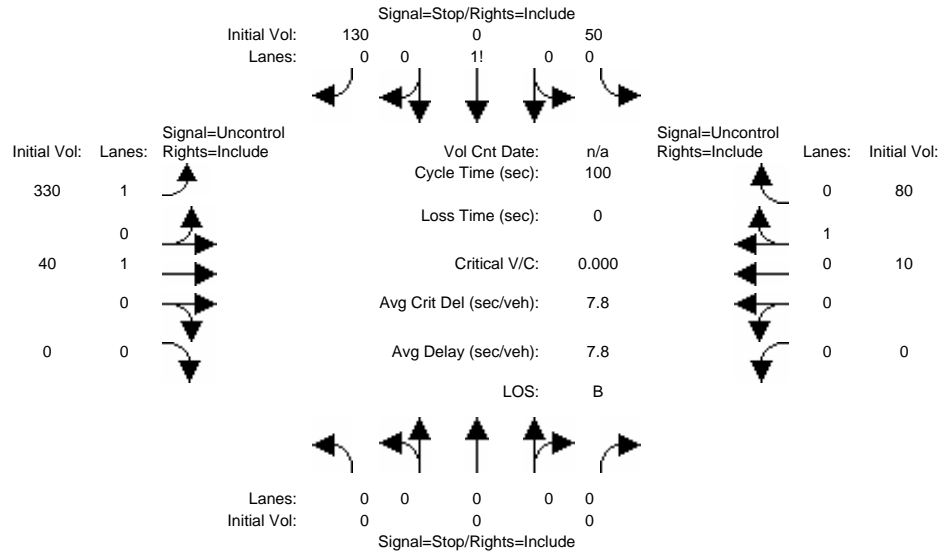 Signal=Stop/Rights=Include
Initial Vol: 130 0 50
Lanes: 0 0 1! 0 0
Signal=Uncontrol
Rights=Include
Initial Vol: Lanes:
Vol Cnt Date: n/a
Signal=Uncontrol
Rights=Include
Lanes: Initial Vol:
Cycle Time (sec): 100
330 1
0 80
Loss Time (sec): 0
0
1
40 1
Critical V/C: 0.000
0 10
0
Avg Crit Del (sec/veh): 7.8
0
0 0
Avg Delay (sec/veh): 7.8
0 0
LOS: B
Lanes: 0 0 0 0 0
Initial Vol: 0 0 0
Signal=Stop/Rights=Include